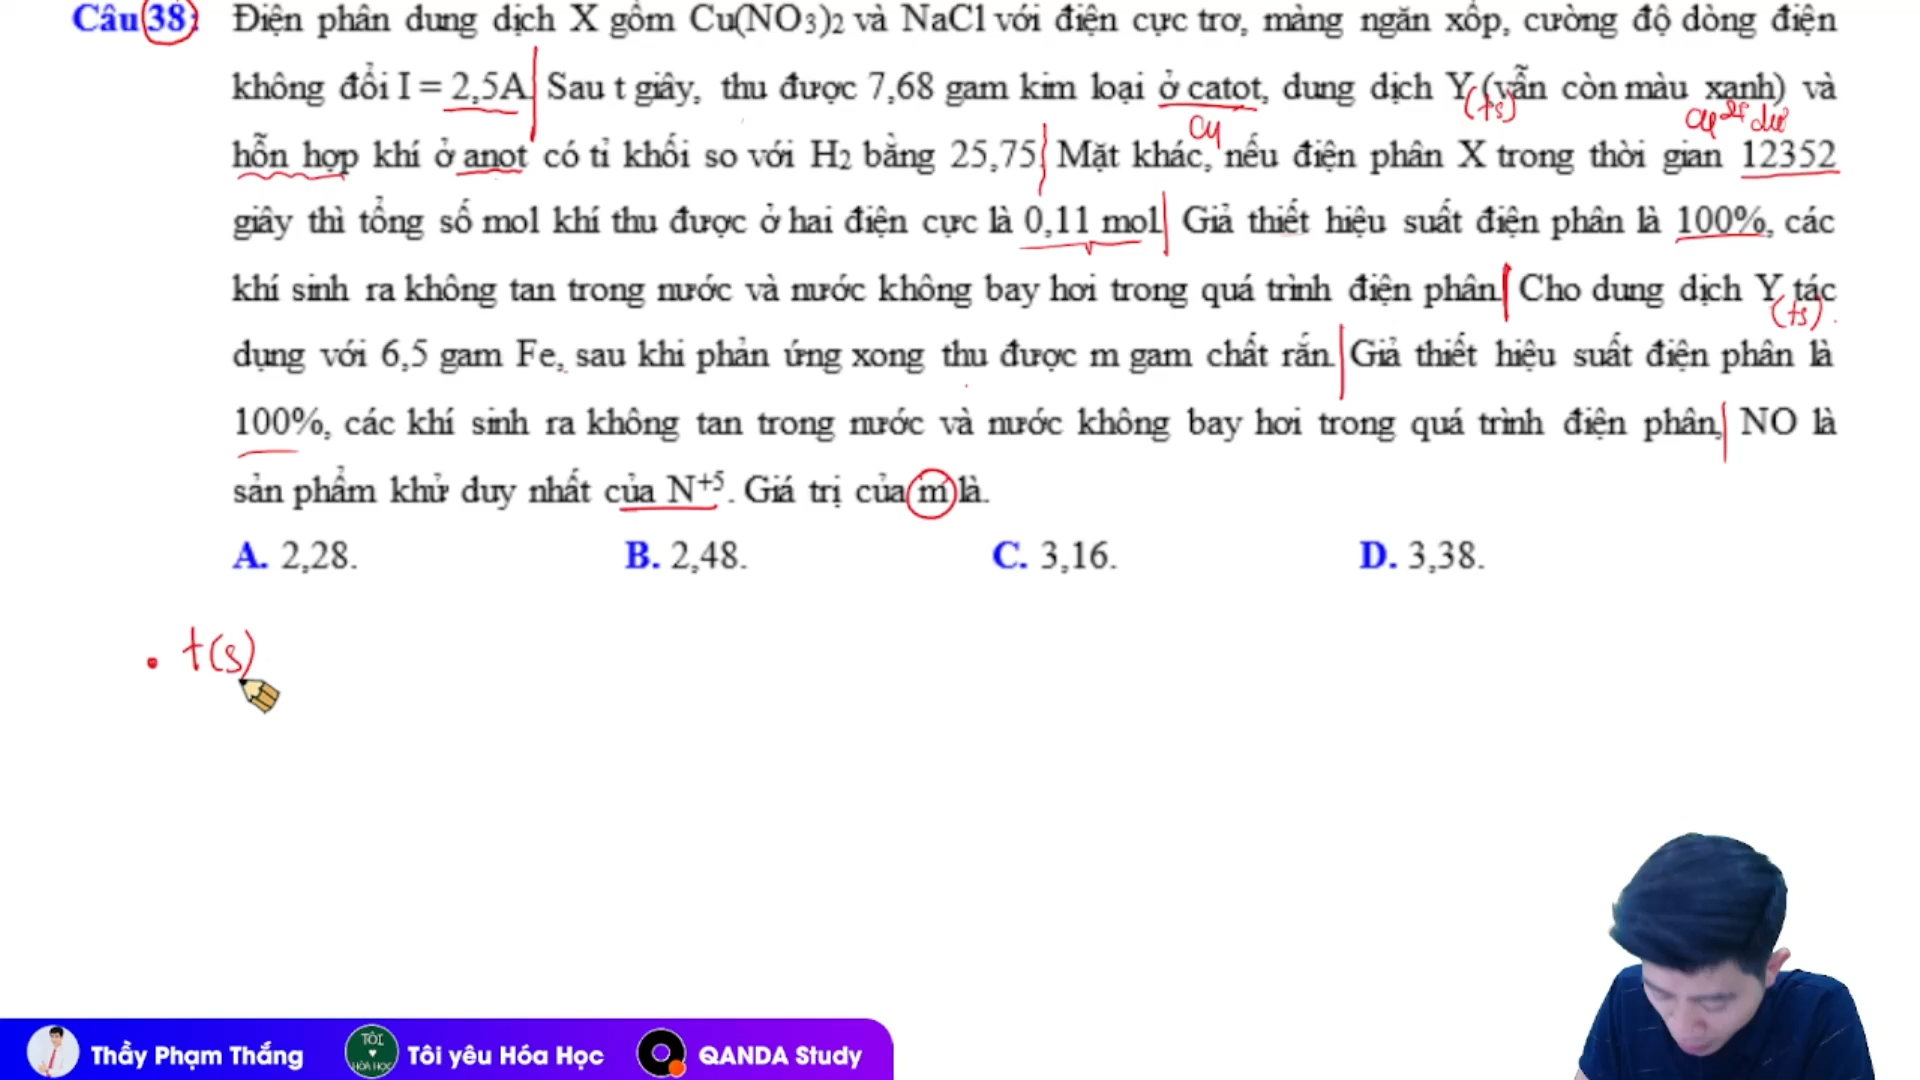 Câu 38: Điện phân dung dịch X gồm Cu(NO3)2 và NaCl với điện cực trơ, màng ngăn xốp, cường độ dòng điện
không đổi I = 2,5A. Sau t giây, thu được 7,68 gam kim loại ở catot, dung dịch Y (vẫn còn màu xanh) và
(ts)
Cu
Cu²⁺ dư
hỗn hợp khí ở anot có tỉ khối so với H2 bằng 25,75. Mặt khác, nếu điện phân X trong thời gian 12352
giây thì tổng số mol khí thu được ở hai điện cực là 0,11 mol. Giả thiết hiệu suất điện phân là 100%, các
khí sinh ra không tan trong nước và nước không bay hơi trong quá trình điện phân. Cho dung dịch Y tác
(ts)
dụng với 6,5 gam Fe, sau khi phản ứng xong thu được m gam chất rắn. Giả thiết hiệu suất điện phân là
100%, các khí sinh ra không tan trong nước và nước không bay hơi trong quá trình điện phân, NO là
sản phẩm khử duy nhất của N⁺⁵. Giá trị của m là.
A. 2,28. B. 2,48. C. 3,16. D. 3,38.
• t(s)
Thầy Phạm Thắng TÔI ♥ HÓA HỌC Tôi yêu Hóa Học QANDA Study